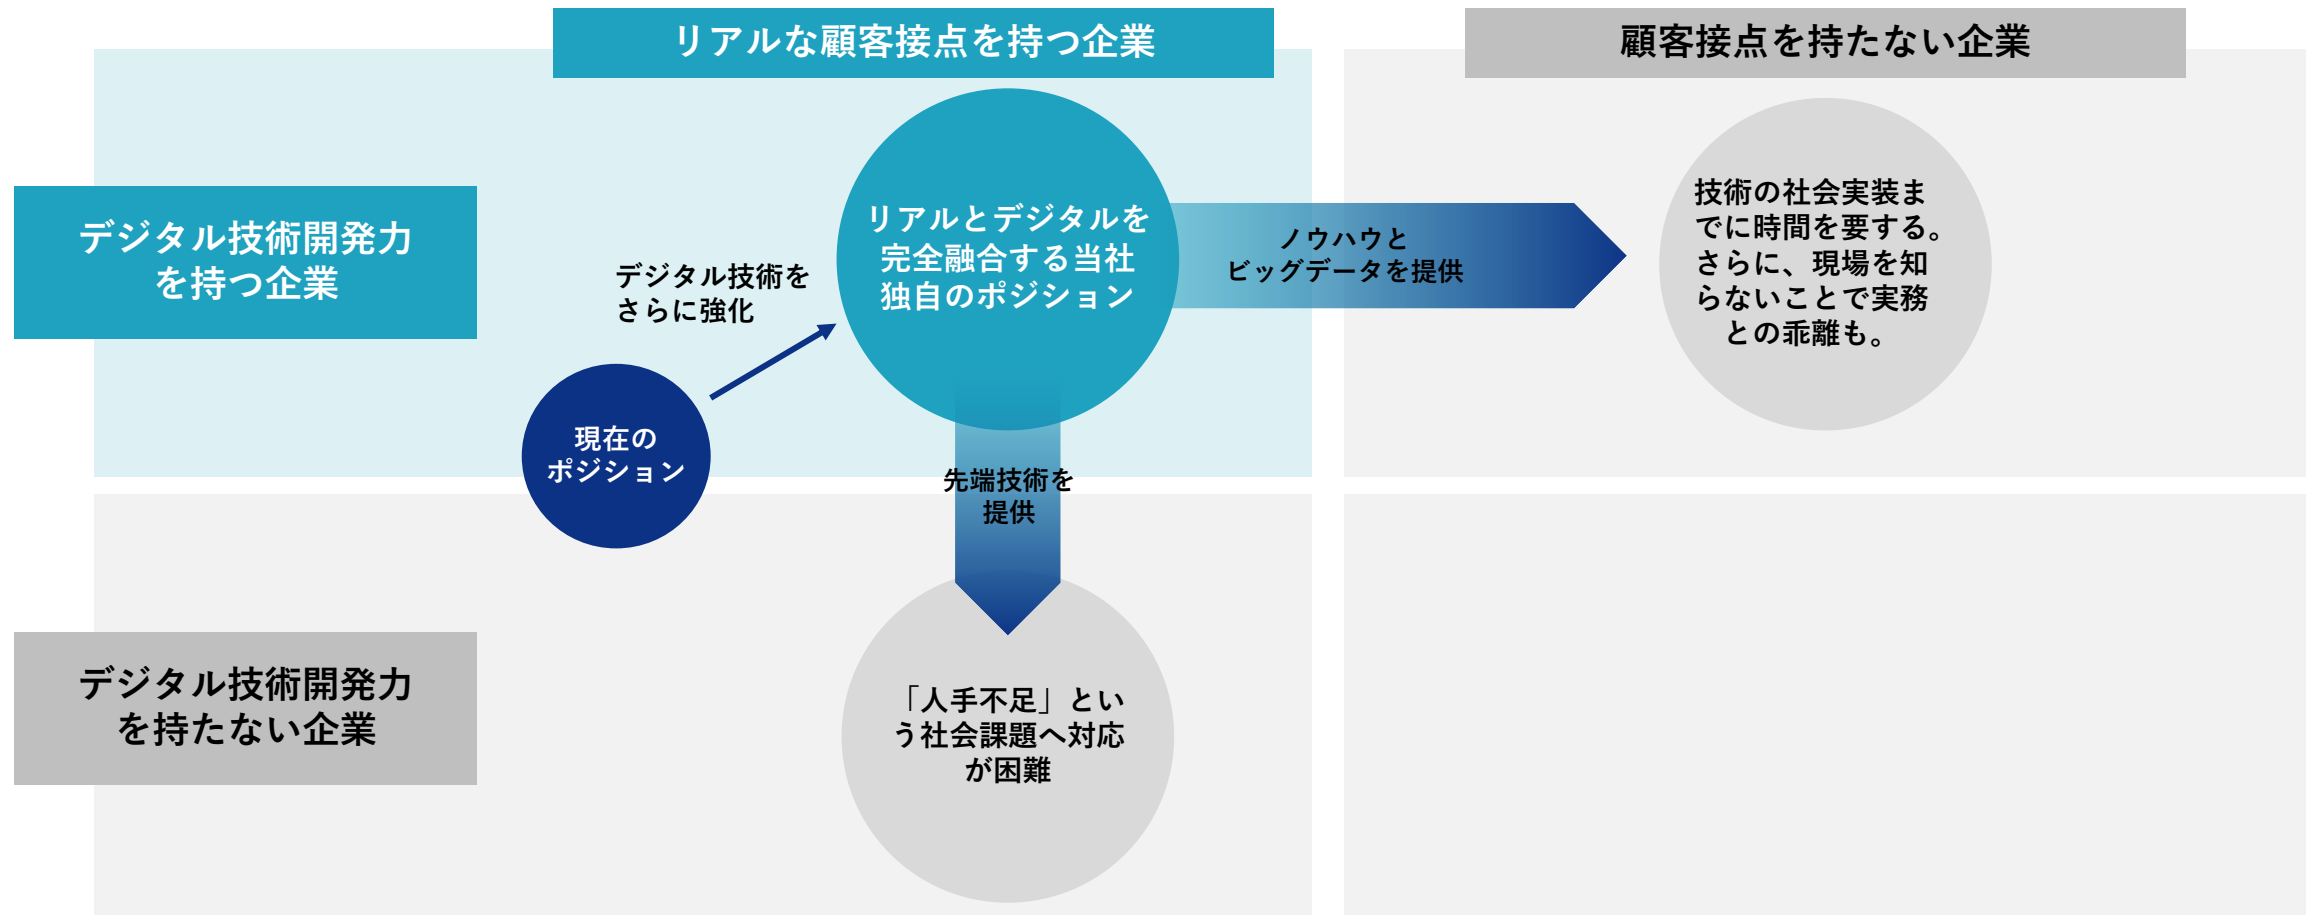 リアルな顧客接点を持つ企業
顧客接点を持たない企業
デジタル技術開発力
を持つ企業
デジタル技術を
さらに強化
現在の
ポジション
リアルとデジタルを
完全融合する当社
独自のポジション
ノウハウと
ビッグデータを提供
技術の社会実装ま
でに時間を要する。
さらに、現場を知
らないことで実務
との乖離も。
先端技術を
提供
デジタル技術開発力
を持たない企業
「人手不足」とい
う社会課題へ対応
が困難